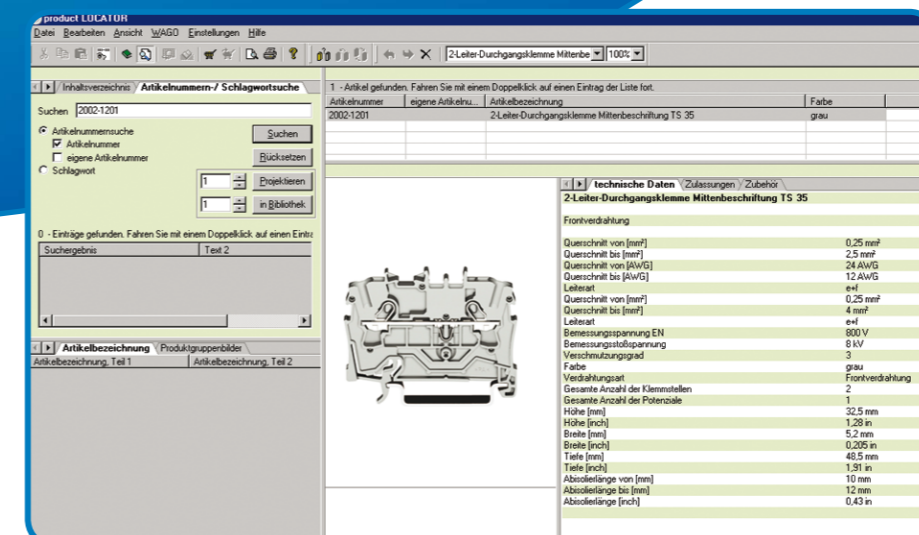 product LOCATOR
Datei Bearbeiten Ansicht WAGO Einstellungen Hilfe
2-Leiter-Durchgangsklemme Mittenbe 100%
Inhaltsverzeichnis Artikelnummern-/ Schlagwortsuche
Suchen 2002-1201
Artikelnummernsuche Suchen
Artikelnummer
eigene Artikelnummer Rücksetzen
Schlagwort
1 Projektieren
1 in Bibliothek
0 - Einträge gefunden. Fahren Sie mit einem Doppelklick auf einen Eintra
Suchergebnis Text 2
Artikelbezeichnung Produktgruppenbilder
Artikelbezeichnung, Teil 1 Artikelbezeichnung, Teil 2
1 - Artikel gefunden. Fahren Sie mit einem Doppelklick auf einen Eintrag der Liste fort.
Artikelnummer eigene Artikelnu... Artikelbezeichnung Farbe
2002-1201 2-Leiter-Durchgangsklemme Mittenbeschriftung TS 35 grau
technische Daten Zulassungen Zubehör
2-Leiter-Durchgangsklemme Mittenbeschriftung TS 35
Frontverdrahtung
Querschnitt von [mm²] 0,25 mm²
Querschnitt bis [mm²] 2,5 mm²
Querschnitt von [AWG] 24 AWG
Querschnitt bis [AWG] 12 AWG
Leiterart e+f
Querschnitt von [mm²] 0,25 mm²
Querschnitt bis [mm²] 4 mm²
Leiterart e+f
Bemessungsspannung EN 800 V
Bemessungsstoßspannung 8 kV
Verschmutzungsgrad 3
Farbe grau
Verdrahtungsart Frontverdrahtung
Gesamte Anzahl der Klemmstellen 2
Gesamte Anzahl der Potenziale 1
Höhe [mm] 32,5 mm
Höhe [inch] 1,28 in
Breite [mm] 5,2 mm
Breite [inch] 0,205 in
Tiefe [mm] 48,5 mm
Tiefe [inch] 1,91 in
Abisolierlänge von [mm] 10 mm
Abisolierlänge bis [mm] 12 mm
Abisolierlänge [inch] 0,43 in